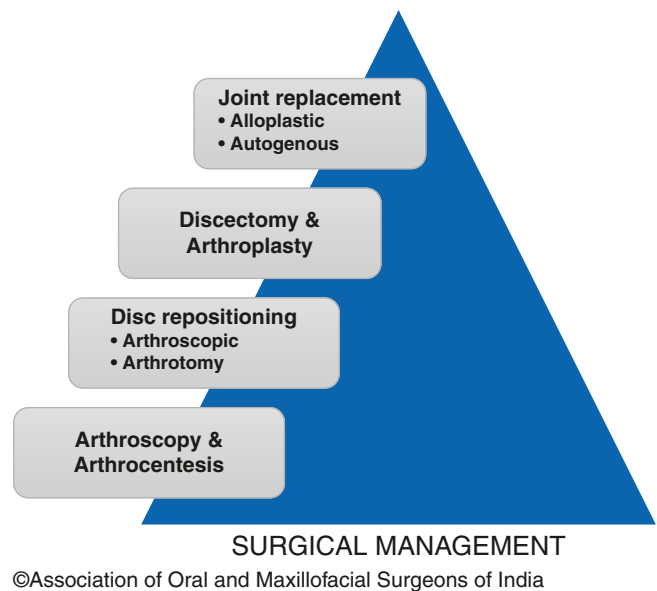 Joint replacement
• Alloplastic
• Autogenous
Discectomy &
Arthroplasty
Disc repositioning
• Arthroscopic
• Arthrotomy
Arthroscopy &
Arthrocentesis
SURGICAL MANAGEMENT
©Association of Oral and Maxillofacial Surgeons of India